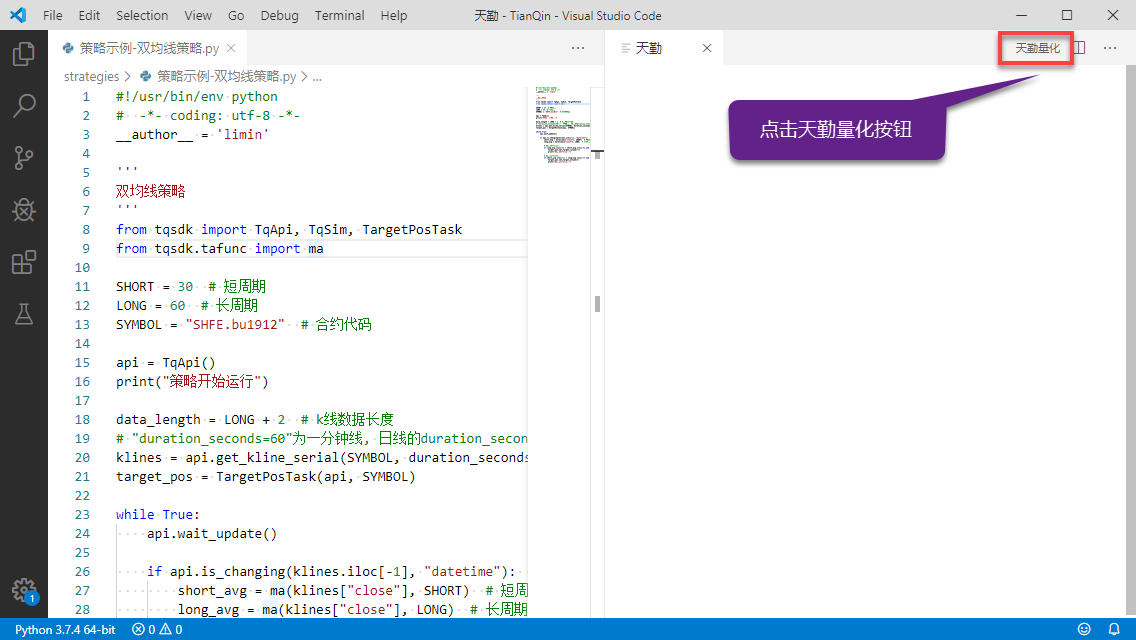 File Edit Selection View Go Debug Terminal Help 天勤 - TianQin - Visual Studio Code
策略示例-双均线策略.py
天勤
天勤量化
点击天勤量化按钮
strategies > 策略示例-双均线策略.py > ...
1 #!/usr/bin/env python
2 # -*- coding: utf-8 -*-
3 __author__ = 'limin'
4
5 '''
6 双均线策略
7 '''
8 from tqsdk import TqApi, TqSim, TargetPosTask
9 from tqsdk.tafunc import ma
10
11 SHORT = 30 # 短周期
12 LONG = 60 # 长周期
13 SYMBOL = "SHFE.bu1912" # 合约代码
14
15 api = TqApi()
16 print("策略开始运行")
17
18 data_length = LONG + 2 # k线数据长度
19 # "duration_seconds=60"为一分钟线, 日线的duration_secon
20 klines = api.get_kline_serial(SYMBOL, duration_seconds
21 target_pos = TargetPosTask(api, SYMBOL)
22
23 while True:
24 api.wait_update()
25
26 if api.is_changing(klines.iloc[-1], "datetime"):
27 short_avg = ma(klines["close"], SHORT) # 短周
28 long_avg = ma(klines["close"], LONG) # 长周期
1
Python 3.7.4 64-bit 0 0